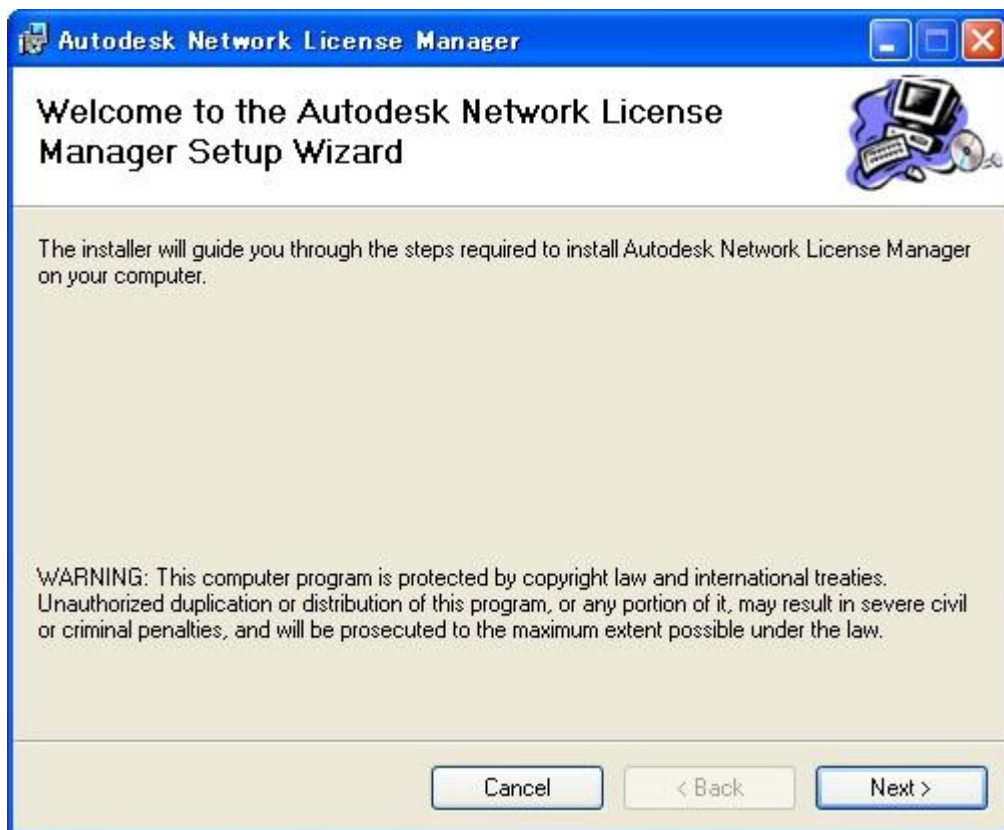 Autodesk Network License Manager
Welcome to the Autodesk Network License
Manager Setup Wizard
The installer will guide you through the steps required to install Autodesk Network License Manager
on your computer.
WARNING: This computer program is protected by copyright law and international treaties.
Unauthorized duplication or distribution of this program, or any portion of it, may result in severe civil
or criminal penalties, and will be prosecuted to the maximum extent possible under the law.
Cancel < Back Next >